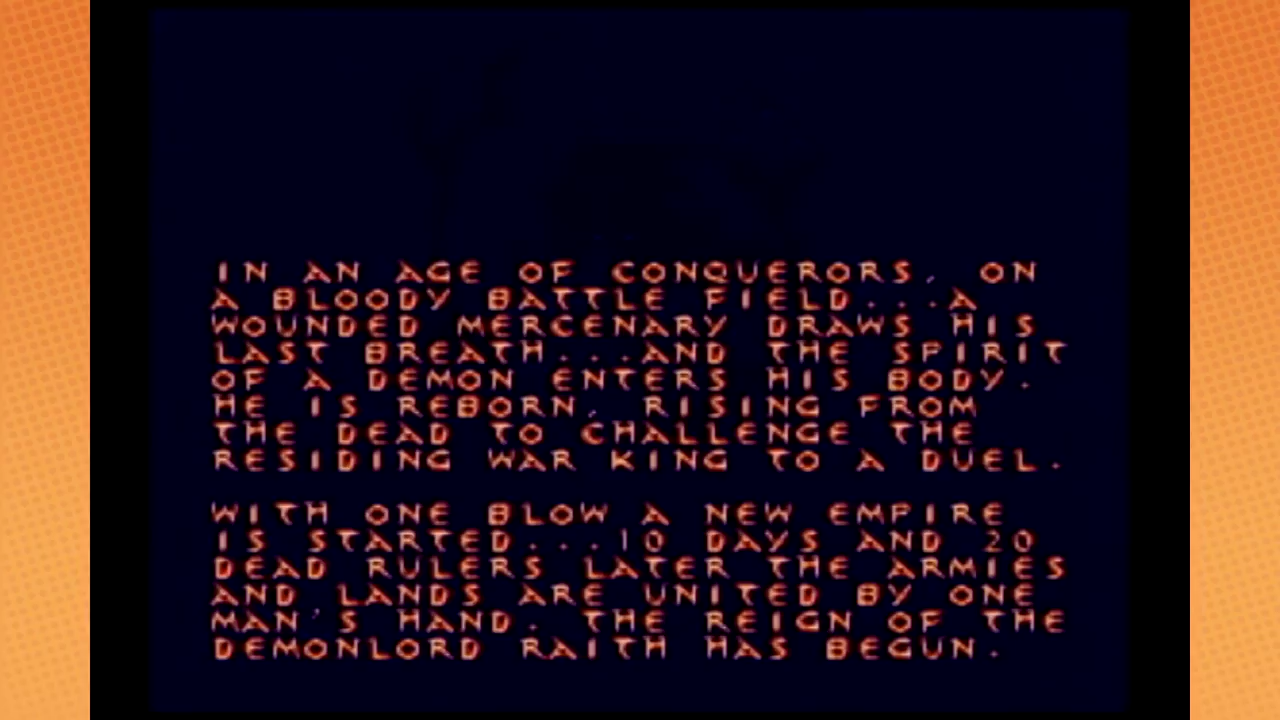 IN AN AGE OF CONQUERORS, ON
A BLOODY BATTLE FIELD...A
WOUNDED MERCENARY DRAWS HIS
LAST BREATH...AND THE SPIRIT
OF A DEMON ENTERS HIS BODY.
HE IS REBORN, RISING FROM
THE DEAD TO CHALLENGE THE
RESIDING WAR KING TO A DUEL.
WITH ONE BLOW A NEW EMPIRE
IS STARTED...10 DAYS AND 20
DEAD RULERS LATER THE ARMIES
AND LANDS ARE UNITED BY ONE
MAN'S HAND. THE REIGN OF THE
DEMONLORD RAITH HAS BEGUN.